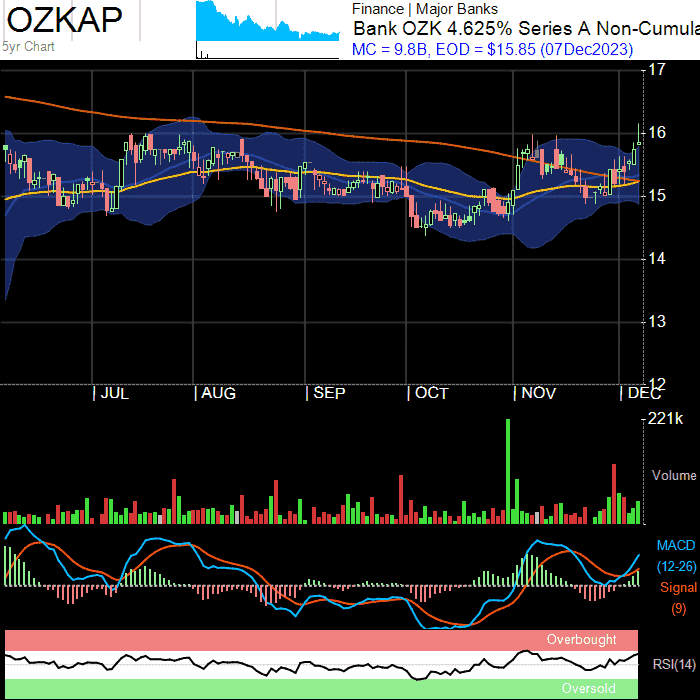 OZKAP
5yr Chart
Finance | Major Banks
Bank OZK 4.625% Series A Non-Cumula
MC = 9.8B, EOD = $15.85 (07Dec2023)
17
16
15
14
13
12
JUL
AUG
SEP
OCT
NOV
DEC
221k
Volume
MACD
(12-26)
Signal
(9)
Overbought
RSI(14)
Oversold